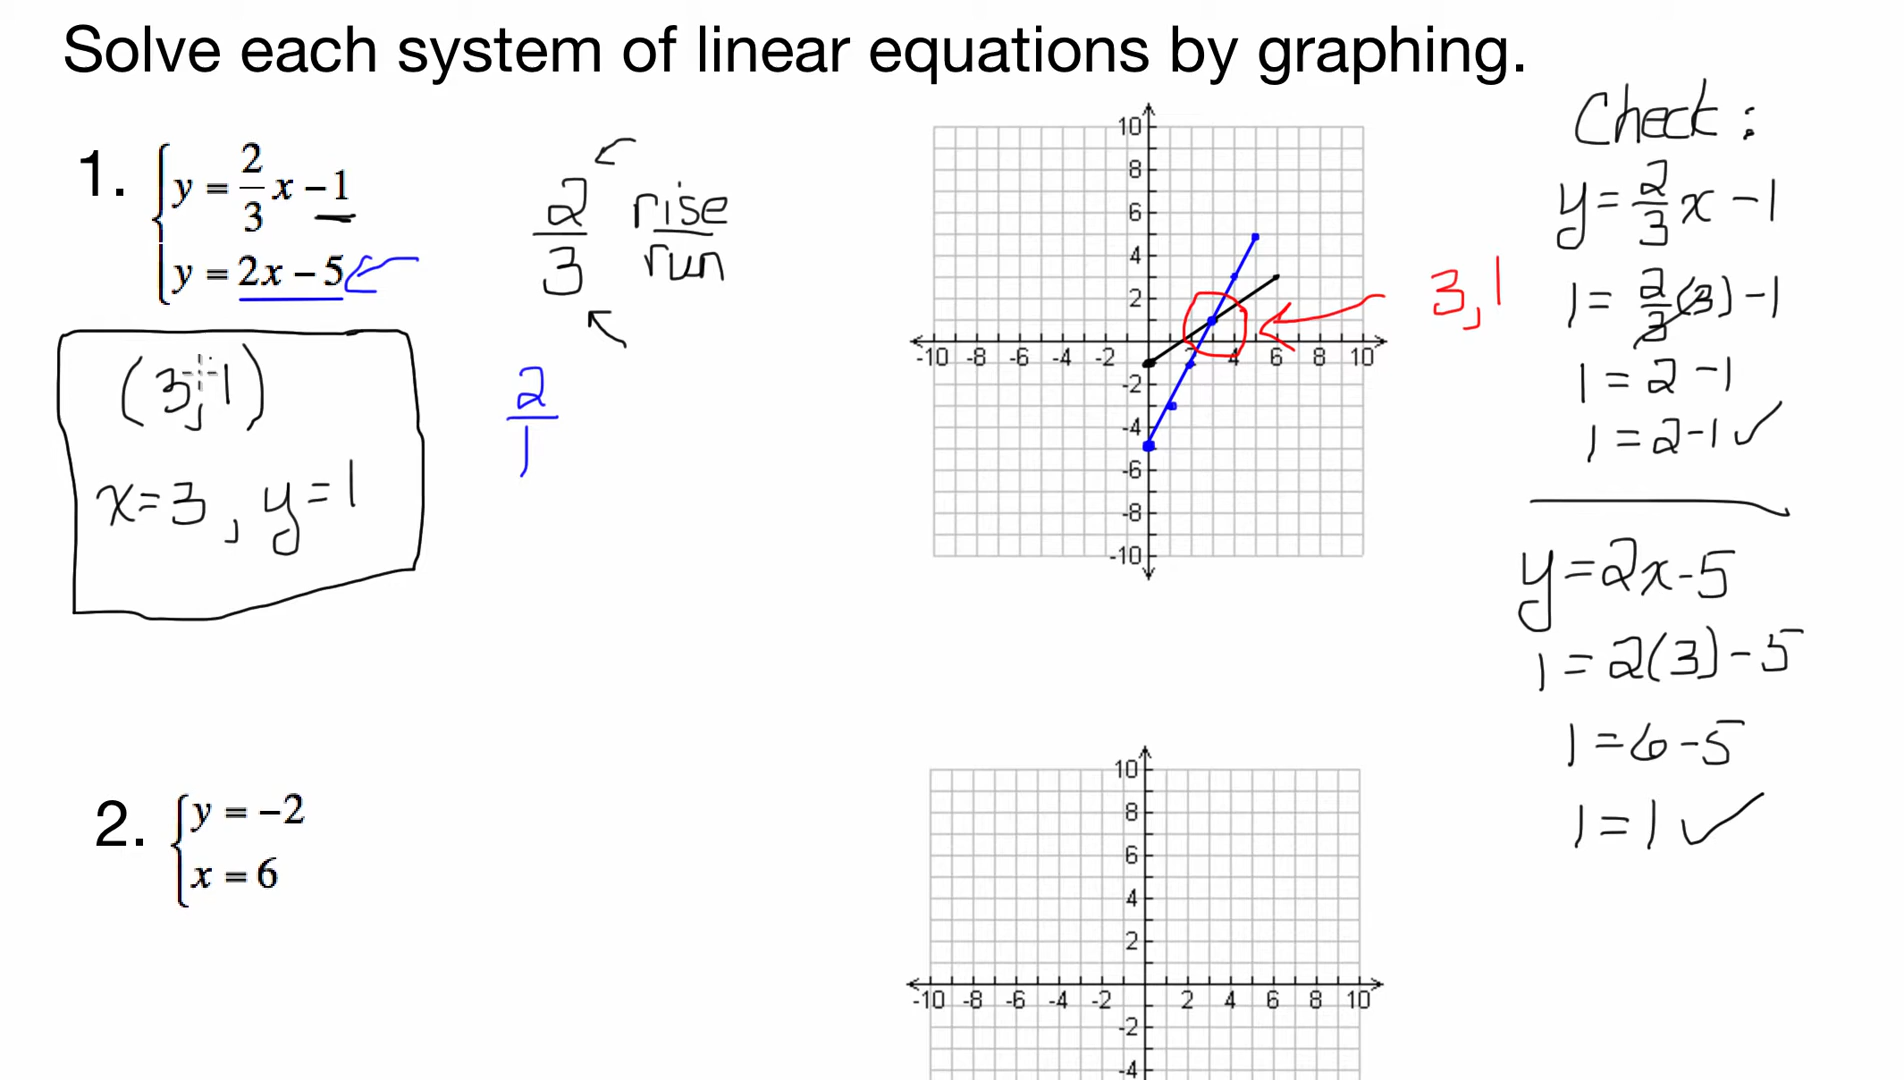 Solve each system of linear equations by graphing.
1. y = 2/3 x - 1
y = 2x - 5
2/3 rise/run
2/1
(3, 1)
x = 3, y = 1
10
8
6
4
2
-10 -8 -6 -4 -2 2 4 6 8 10
-2
-4
-6
-8
-10
3, 1
Check:
y = 2/3 x - 1
1 = 2/3 (3) - 1
1 = 2 - 1
1 = 2 - 1 ✓
y = 2x - 5
1 = 2(3) - 5
1 = 6 - 5
1 = 1 ✓
2. y = -2
x = 6
10
8
6
4
2
-10 -8 -6 -4 -2 2 4 6 8 10
-2
-4